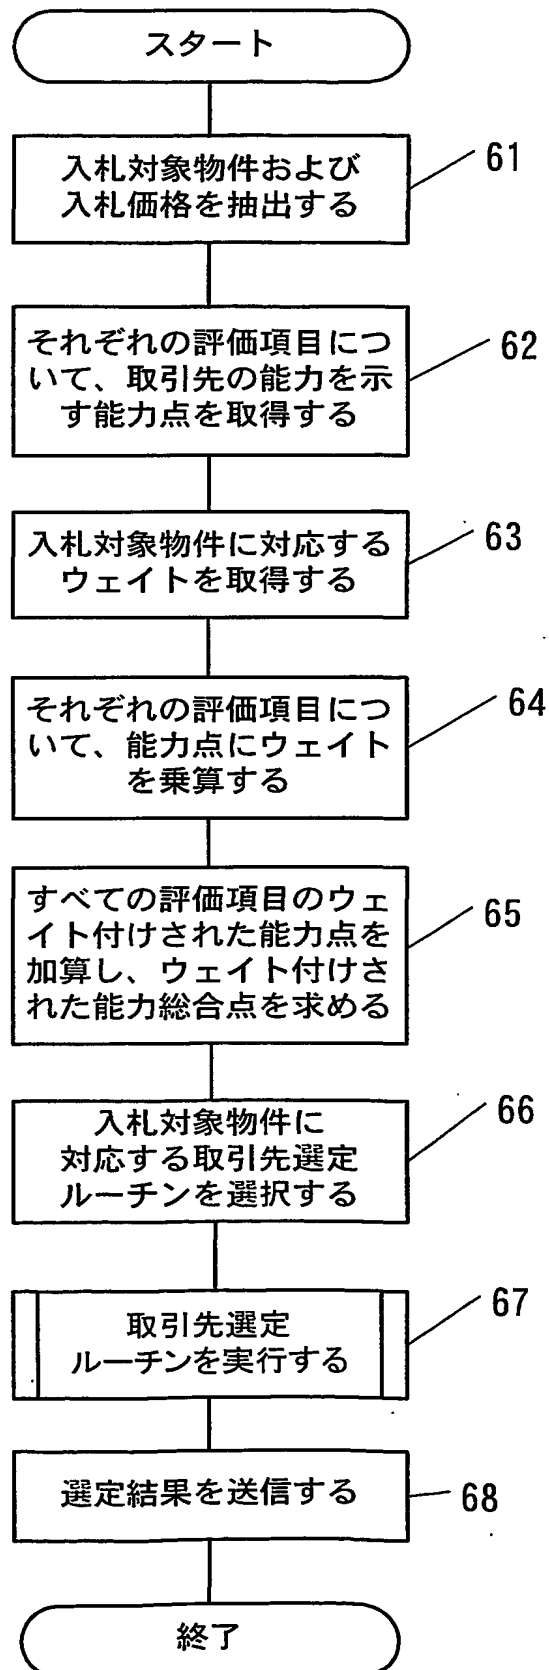 スタート
入札対象物件および
入札価格を抽出する
61
それぞれの評価項目につ
いて、取引先の能力を示
す能力点を取得する
62
入札対象物件に対応する
ウェイトを取得する
63
それぞれの評価項目につ
いて、能力点にウェイト
を乗算する
64
すべての評価項目のウェ
イト付けされた能力点を
加算し、ウェイト付けさ
れた能力総合点を求める
65
入札対象物件に
対応する取引先選定
ルーチンを選択する
66
取引先選定
ルーチンを実行する
67
選定結果を送信する
68
終了